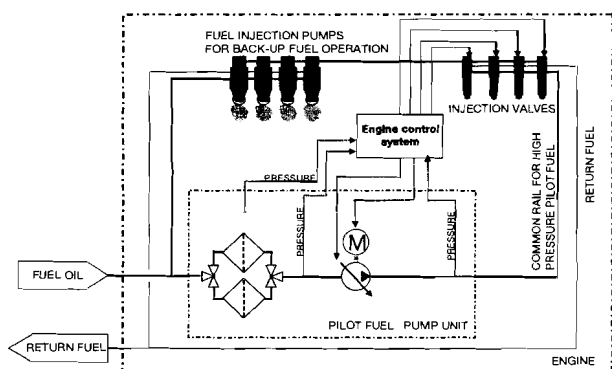 FUEL INJECTION PUMPS
FOR BACK-UP FUEL OPERATION
INJECTION VALVES
Engine control
system
PRESSURE
PRESSURE
PRESSURE
M
COMMON RAIL FOR HIGH
PRESSURE PILOT FUEL
RETURN FUEL
FUEL OIL
PILOT FUEL PUMP UNIT
RETURN FUEL
ENGINE